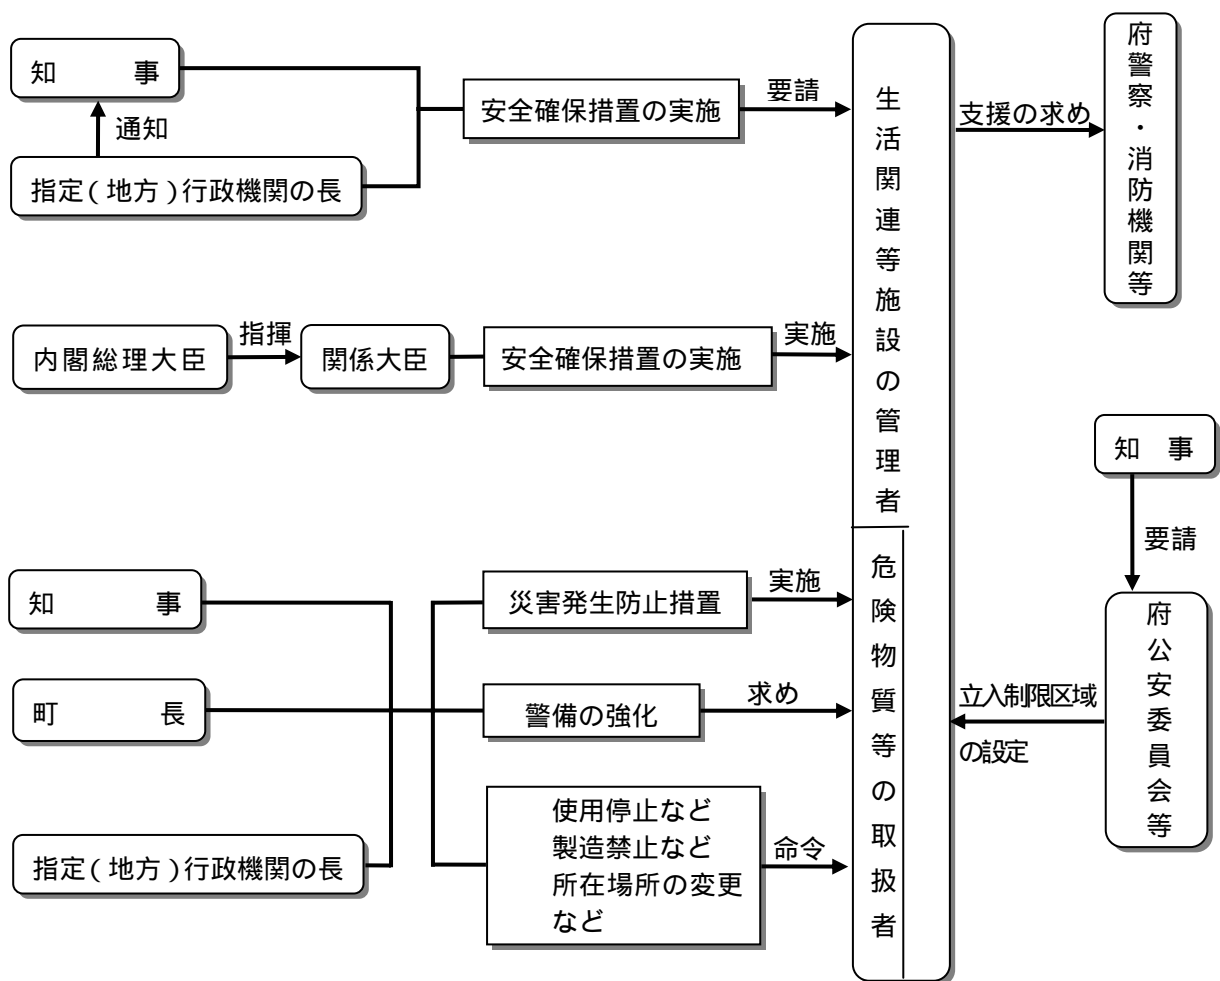 知　　　事
通知
指定(地方)行政機関の長
安全確保措置の実施
要請
内閣総理大臣
指揮
関係大臣
安全確保措置の実施
実施
知　　　　事
町　　　　長
指定(地方)行政機関の長
災害発生防止措置
実施
警備の強化
求め
使用停止など
製造禁止など
所在場所の変更
など
命令
生活関連等施設の管理者
危険物質等の取扱者
支援の求め
府警察・消防機関等
知　事
要請
府公安委員会等
立入制限区域
の設定